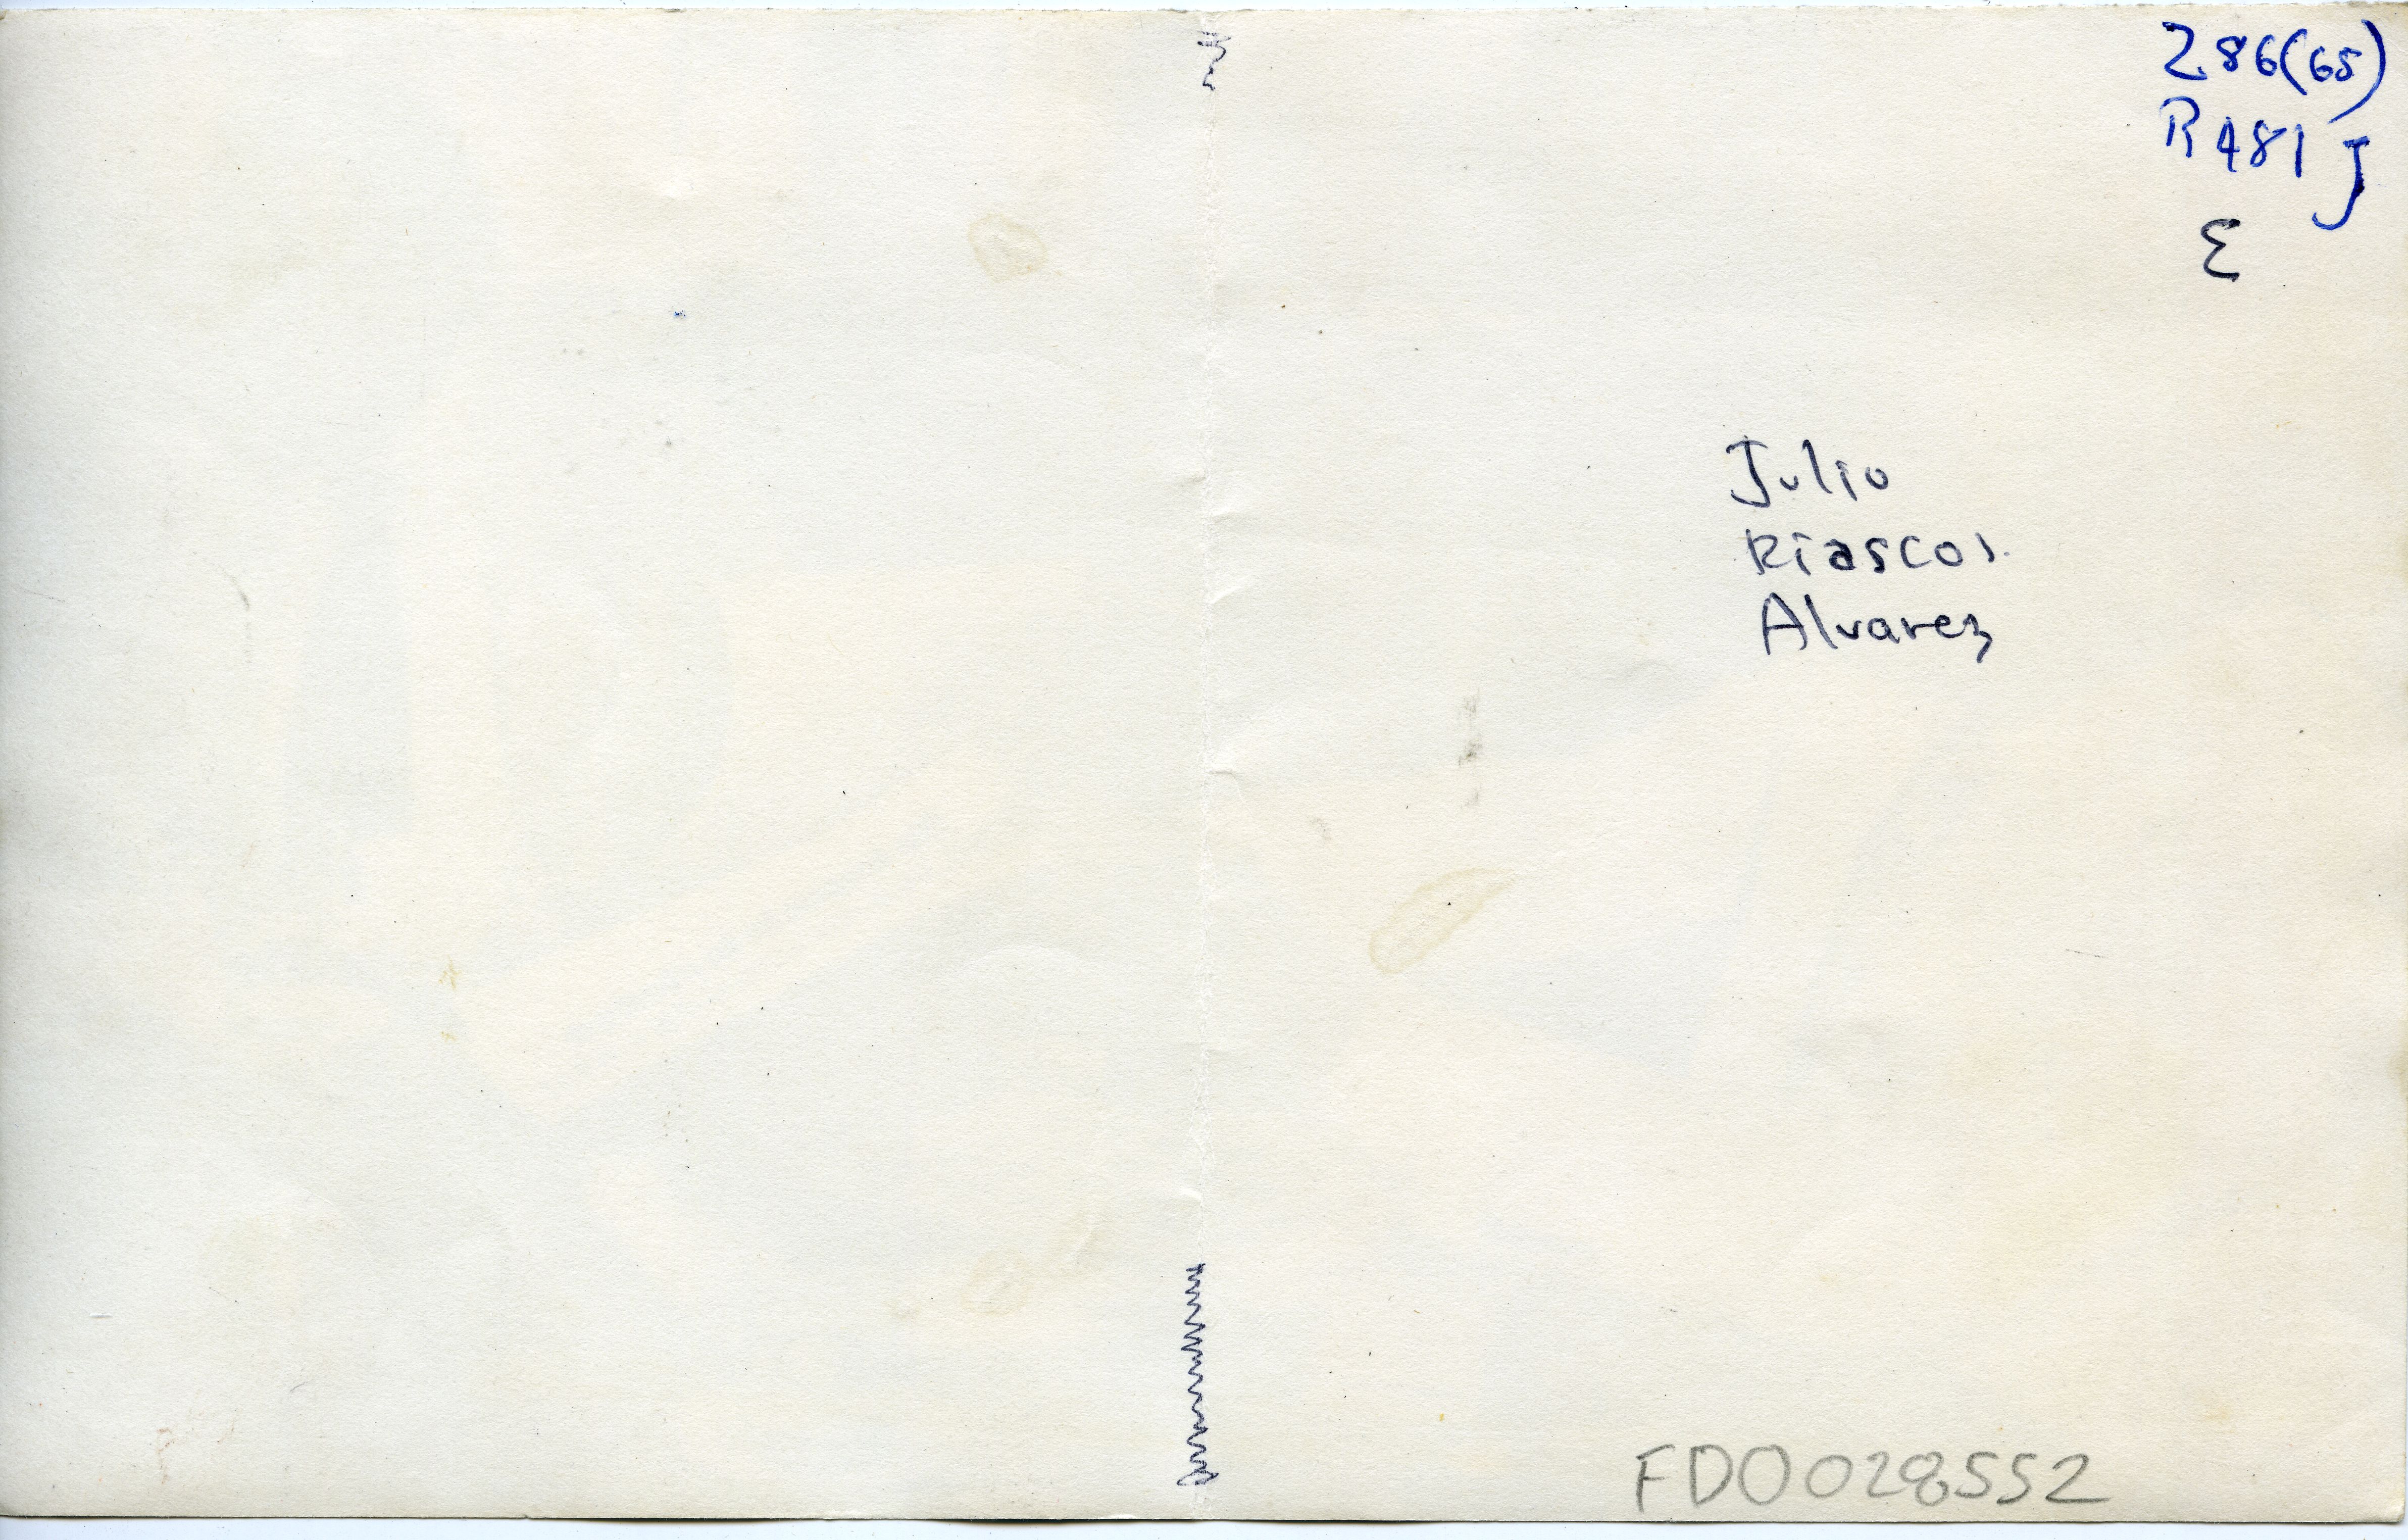 286(65)
R481J
E
Julio
Riascos
Alvarez
FD0028552